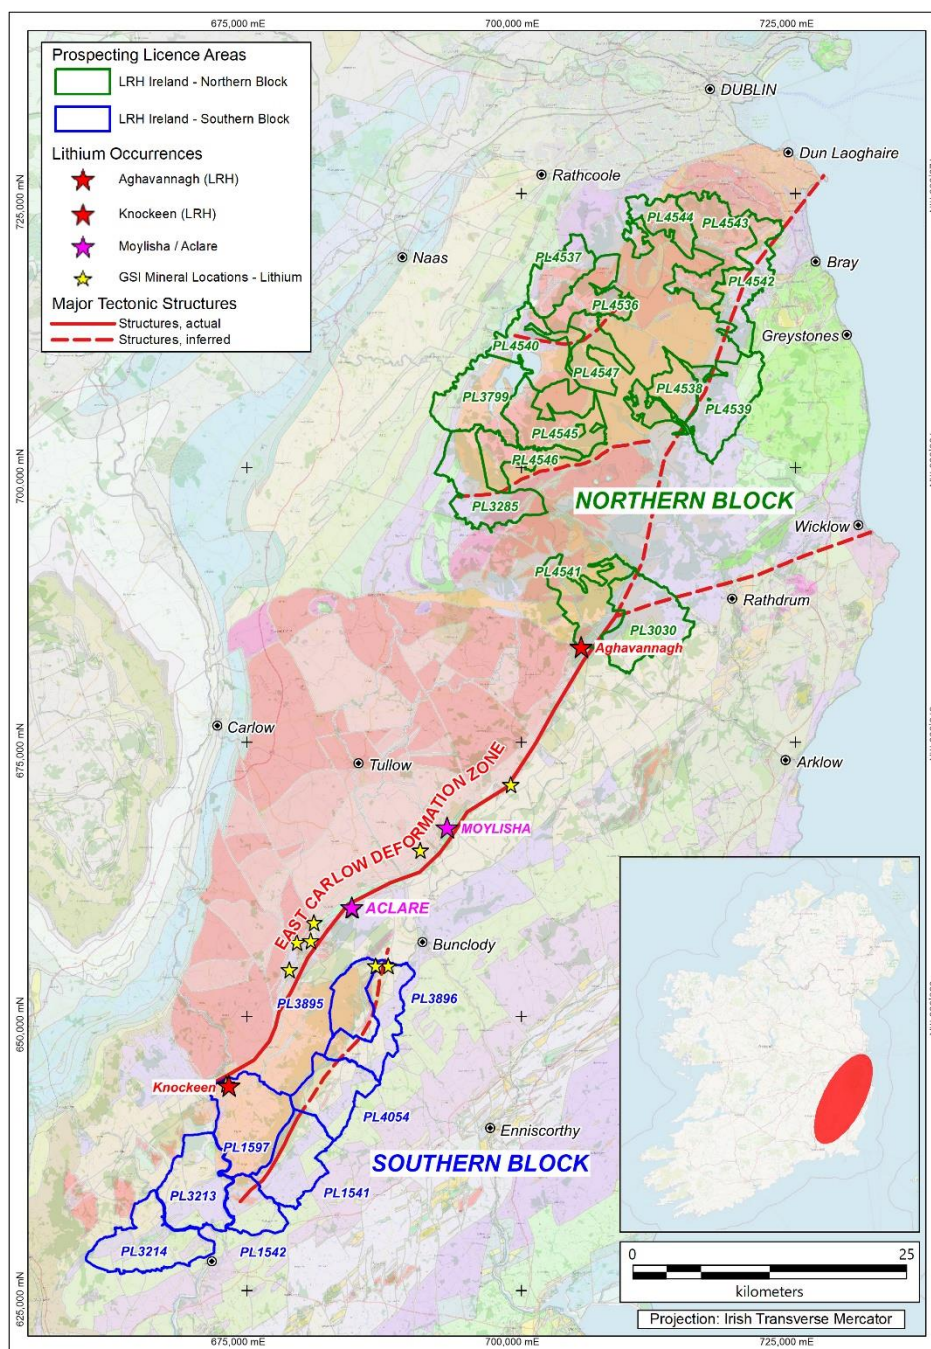 675,000 mE
700,000 mE
725,000 mE
Prospecting Licence Areas
LRH Ireland - Northern Block
LRH Ireland - Southern Block
Lithium Occurrences
Aghavannagh (LRH)
Knockeen (LRH)
Moylisha / Aclare
GSI Mineral Locations - Lithium
Major Tectonic Structures
Structures, actual
Structures, inferred
DUBLIN
Dun Laoghaire
Rathcoole
725,000 mN
PL4544
PL4543
Naas
PL4537
Bray
PL4542
PL4536
Greystones
PL4540
PL4547
PL4538
PL3799
PL4539
PL4545
PL4546
700,000 mN
PL3285
NORTHERN BLOCK
Wicklow
PL4541
Rathdrum
PL3030
Aghavannagh
Carlow
675,000 mN
Tullow
Arklow
EAST CARLOW DEFORMATION ZONE
MOYLISHA
ACLARE
Bunclody
PL3895
PL3896
650,000 mN
Knockeen
PL4054
Enniscorthy
PL1597
SOUTHERN BLOCK
PL3213
PL1541
PL3214
PL1542
0
25
kilometers
625,000 mN
Projection: Irish Transverse Mercator
675,000 mE
700,000 mE
725,000 mE